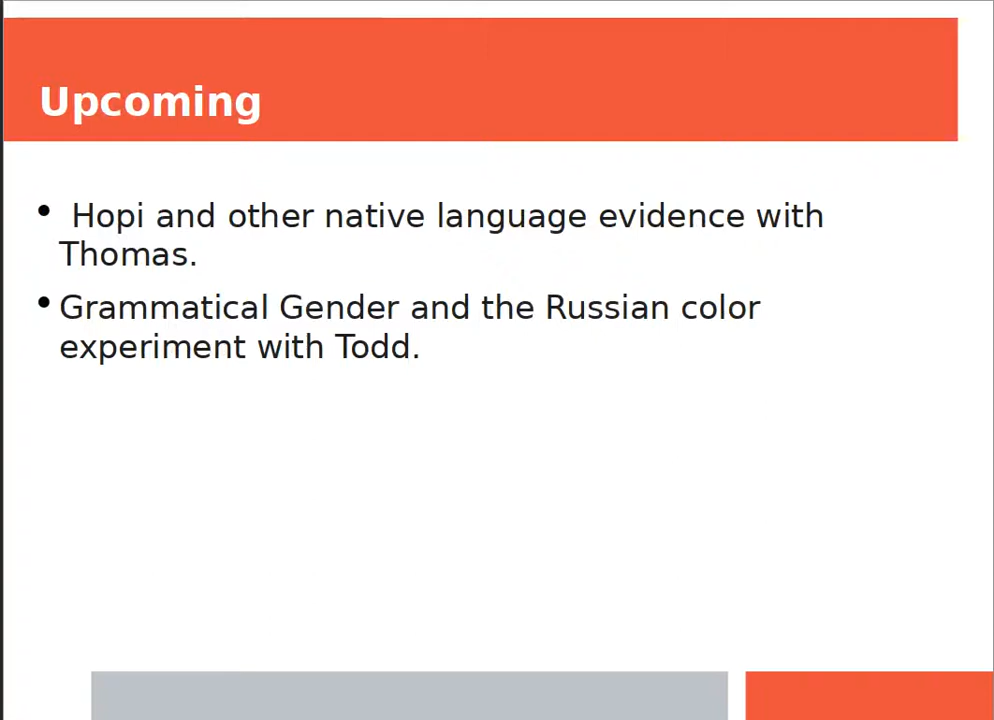 Upcoming
• Hopi and other native language evidence with
Thomas.
• Grammatical Gender and the Russian color
experiment with Todd.